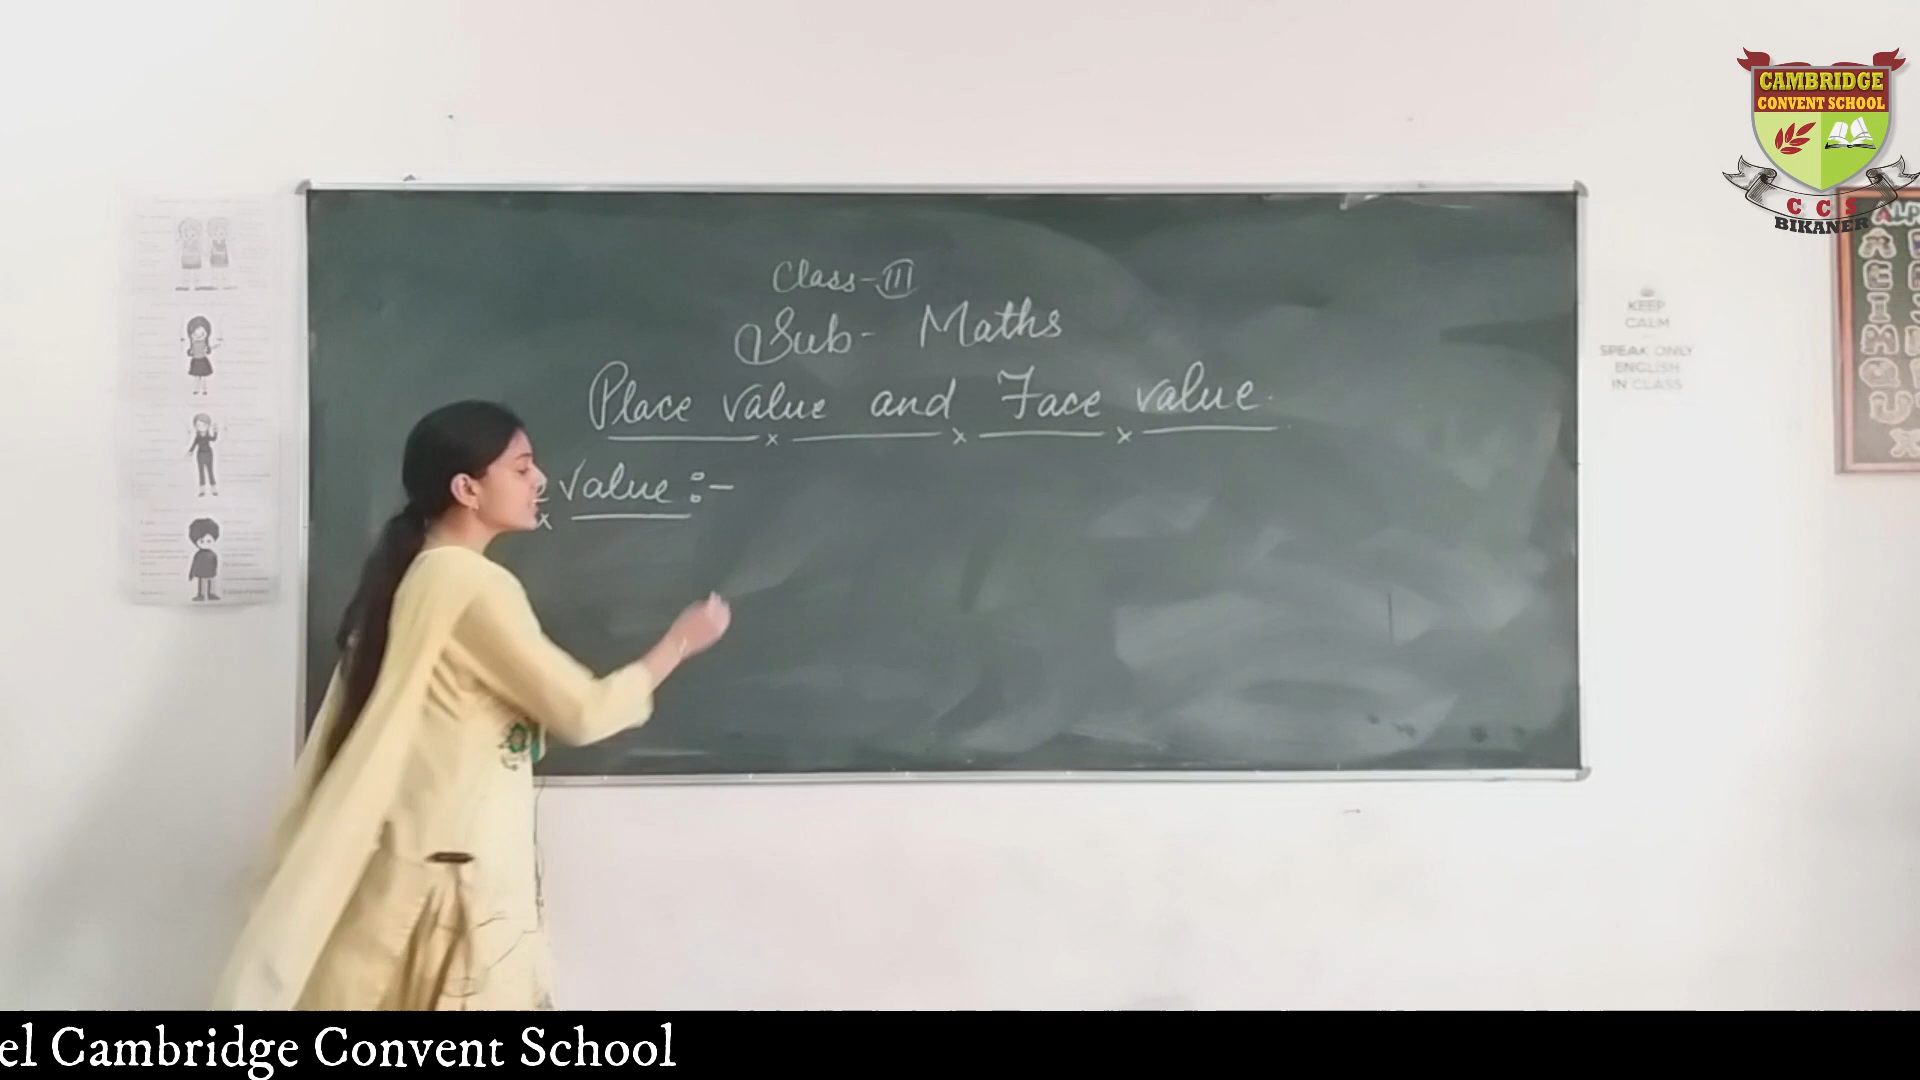 CAMBRIDGE
CONVENT SCHOOL
C C S
BIKANER
Class-III
Sub- Maths
Place value and Face value.
value :-
KEEP
CALM
SPEAK ONLY
ENGLISH
IN CLASS
A
E
I
M
Q
U
el Cambridge Convent School